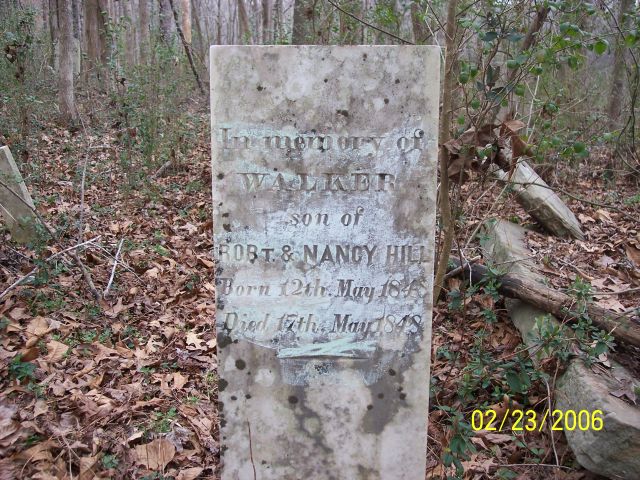 In memory of
WALKER
son of
ROBT. & NANCY HILL
Born 12th. May 1848
Died 17th. May 1848
02/23/2006